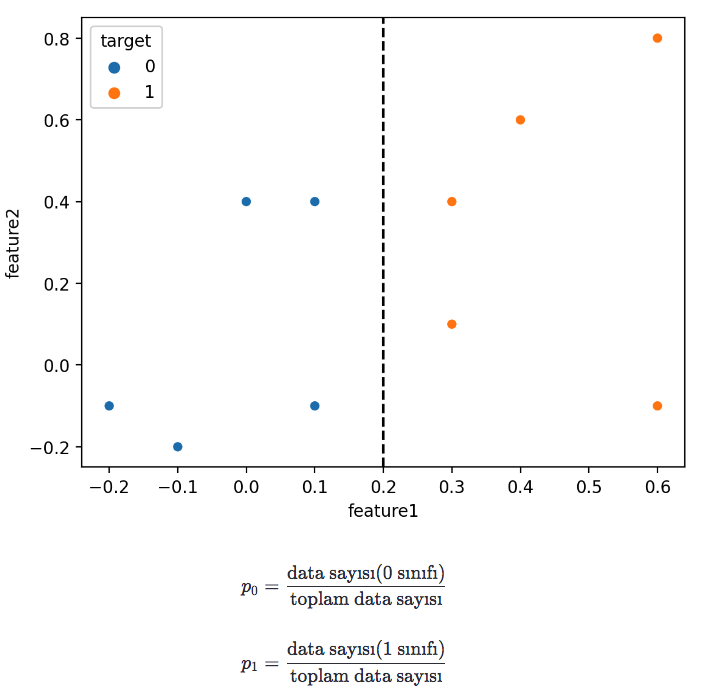 target
0
1
0.8
0.6
0.4
0.2
0.0
−0.2
feature2
−0.2 −0.1 0.0 0.1 0.2 0.3 0.4 0.5 0.6
feature1
p₀ = data sayısı(0 sınıfı) / toplam data sayısı
p₁ = data sayısı(1 sınıfı) / toplam data sayısı